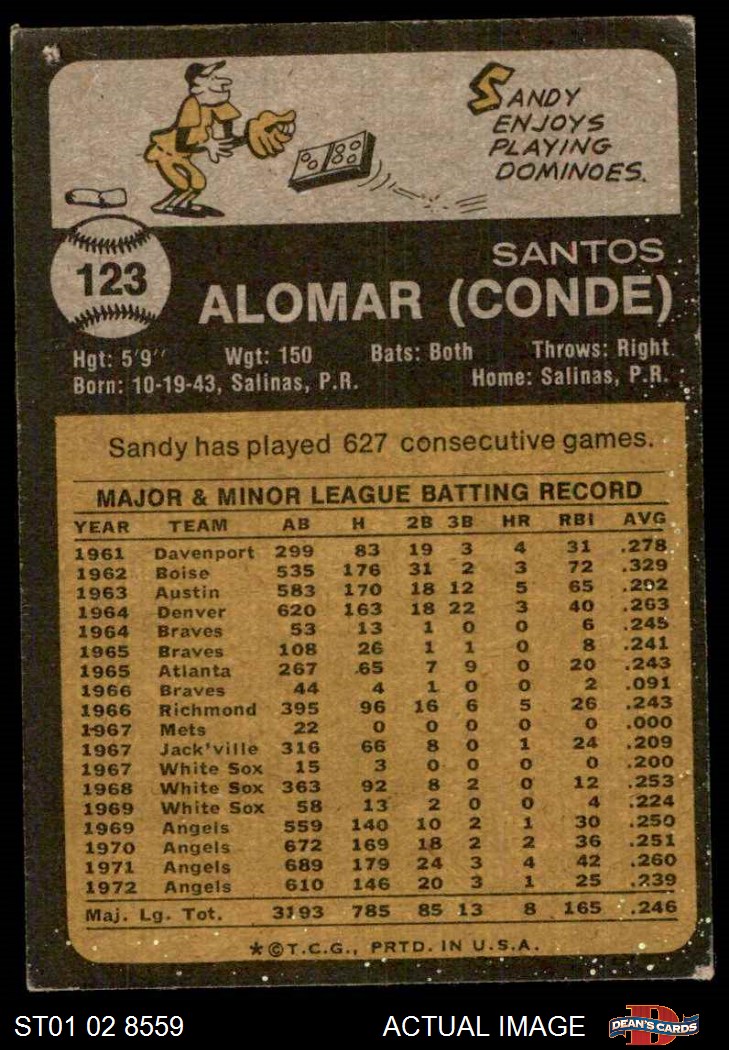 SANDY
ENJOYS
PLAYING
DOMINOES.
123
SANTOS
ALOMAR (CONDE)
Hgt: 5'9" Wgt: 150 Bats: Both Throws: Right
Born: 10-19-43, Salinas, P.R. Home: Salinas, P.R.
Sandy has played 627 consecutive games.
MAJOR & MINOR LEAGUE BATTING RECORD
YEAR TEAM AB H 2B 3B HR RBI AVG
1961 Davenport 299 83 19 3 4 31 .278
1962 Boise 535 176 31 2 3 72 .329
1963 Austin 583 170 18 12 5 65 .292
1964 Denver 620 163 18 22 3 40 .263
1964 Braves 53 13 1 0 0 6 .245
1965 Braves 108 26 1 1 0 8 .241
1965 Atlanta 267 65 7 9 0 20 .243
1966 Braves 44 4 1 0 0 2 .091
1966 Richmond 395 96 16 6 5 26 .243
1967 Mets 22 0 0 0 0 0 .000
1967 Jack'ville 316 66 8 0 1 24 .209
1967 White Sox 15 3 0 0 0 0 .200
1968 White Sox 363 92 8 2 0 12 .253
1969 White Sox 58 13 2 0 0 4 .224
1969 Angels 559 140 10 2 1 30 .250
1970 Angels 672 169 18 2 2 36 .251
1971 Angels 689 179 24 3 4 42 .260
1972 Angels 610 146 20 3 1 25 .239
Maj. Lg. Tot. 3193 785 85 13 8 165 .246
*©T.C.G., PRTD. IN U.S.A.
ST01 02 8559 ACTUAL IMAGE DEAN'S CARDS